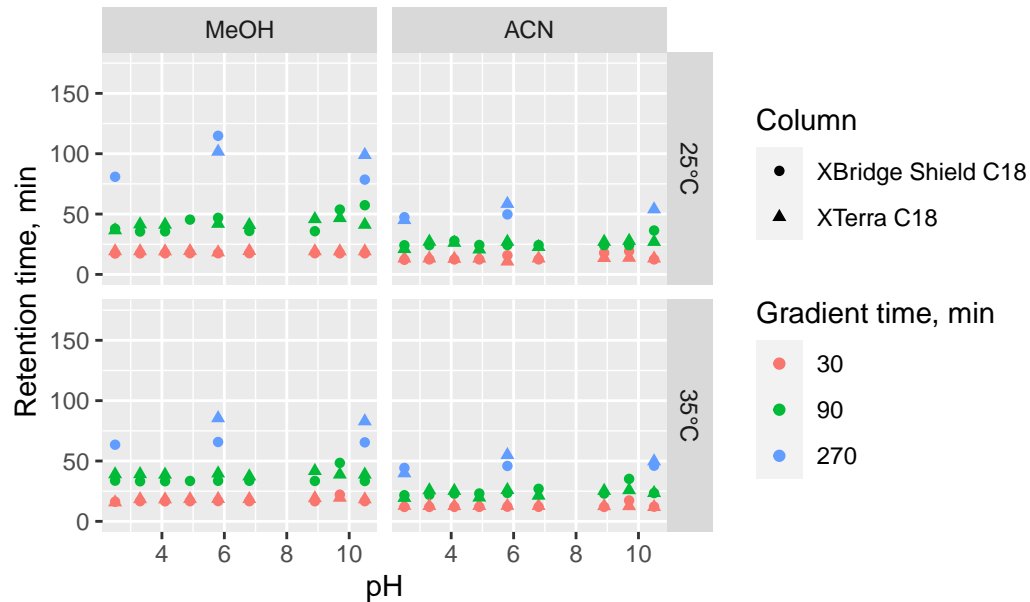 MeOH
ACN
150
100
50
0
25°C
150
100
50
0
35°C
4
6
8
10
4
6
8
10
pH
Retention time, min
Column
XBridge Shield C18
XTerra C18
Gradient time, min
30
90
270